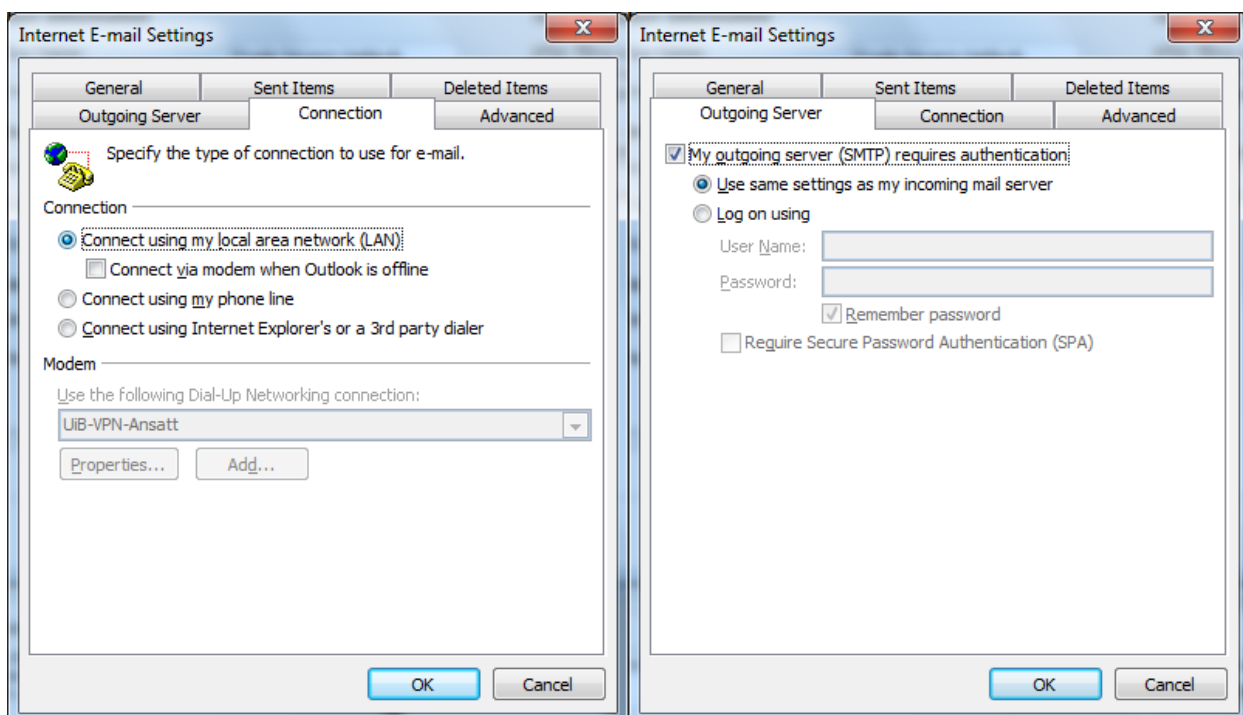 Internet E-mail Settings
General Sent Items Deleted Items
Outgoing Server Connection Advanced
Specify the type of connection to use for e-mail.
Connection
Connect using my local area network (LAN)
Connect via modem when Outlook is offline
Connect using my phone line
Connect using Internet Explorer's or a 3rd party dialer
Modem
Use the following Dial-Up Networking connection:
UiB-VPN-Ansatt
Properties... Add...
OK Cancel
Internet E-mail Settings
General Sent Items Deleted Items
Outgoing Server Connection Advanced
My outgoing server (SMTP) requires authentication
Use same settings as my incoming mail server
Log on using
User Name:
Password:
Remember password
Require Secure Password Authentication (SPA)
OK Cancel